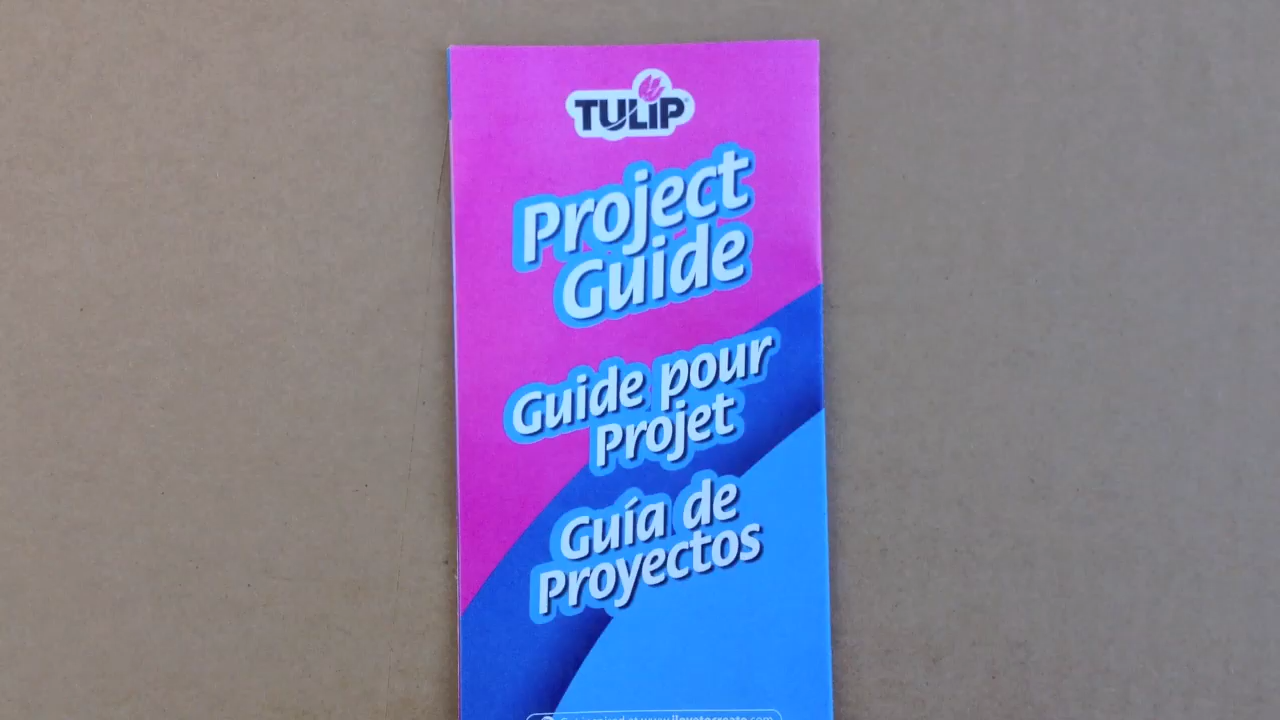 TULIP
Project
Guide
Guide pour
Projet
Guía de
Proyectos